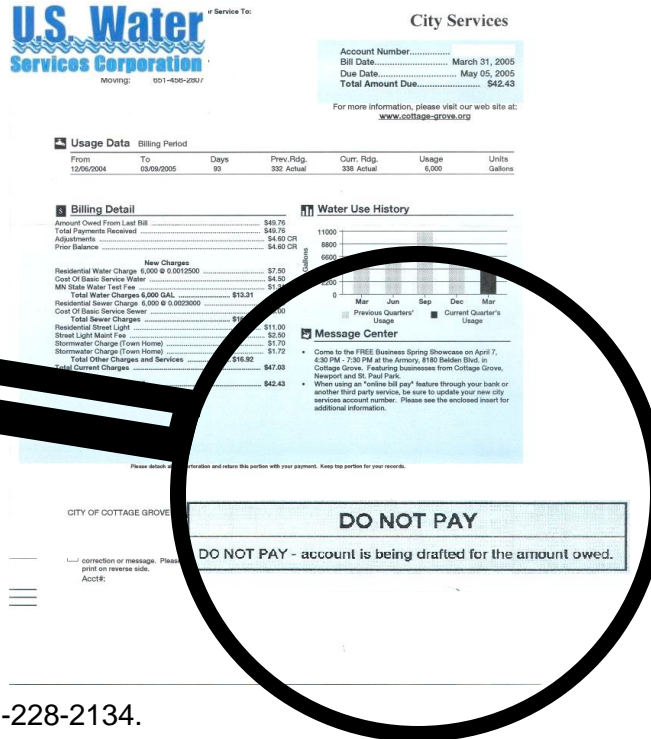 U.S. Water
Services Corporation
r Service To:
City Services
Moving: 651-458-2807
Account Number
Bill Date March 31, 2005
Due Date May 05, 2005
Total Amount Due $42.43
For more information, please visit our web site at:
www.cottage-grove.org
Usage Data Billing Period
From To Days Prev.Rdg. Curr. Rdg. Usage Units
12/06/2004 03/09/2005 93 332 Actual 338 Actual 6,000 Gallons
Billing Detail
Amount Owed From Last Bill $49.76
Total Payments Received $49.76
Adjustments $4.60 CR
Prior Balance $4.60 CR
New Charges
Residential Water Charge 6,000 @ 0.0012500 $7.50
Cost Of Basic Service Water $4.50
MN State Water Test Fee
Total Water Charges 6,000 GAL $13.31
Residential Sewer Charge 6,000 @ 0.0023000
Cost Of Basic Service Sewer
Total Sewer Charges
Residential Street Light $11.00
Street Light Maint Fee $2.50
Stormwater Charge (Town Home) $1.70
Stormwater Charge (Town Home) $1.72
Total Other Charges and Services $16.92
Total Current Charges $47.03
$42.43
Water Use History
11000
8800
6600
2200
0
Gallons
Mar Jun Sep Dec Mar
Previous Quarters' Usage
Current Quarter's Usage
Message Center
• Come to the FREE Business Spring Showcase on April 7,
4:30 PM - 7:30 PM at the Armory, 8180 Belden Blvd. in
Cottage Grove. Featuring businesses from Cottage Grove,
Newport and St. Paul Park.
• When using an "online bill pay" feature through your bank or
another third party service, be sure to update your new city
services account number. Please see the enclosed insert for
additional information.
Please detach perforation and return this portion with your payment. Keep top portion for your records.
CITY OF COTTAGE GROVE
DO NOT PAY
DO NOT PAY - account is being drafted for the amount owed.
correction or message. Please
print on reverse side.
Acct#:
-228-2134.